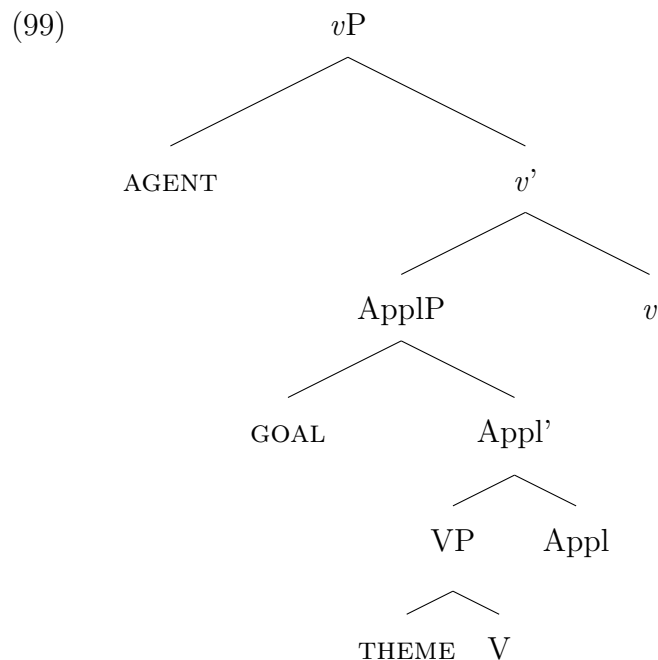 (99) vP
AGENT v'
ApplP v
GOAL Appl'
VP Appl
THEME V